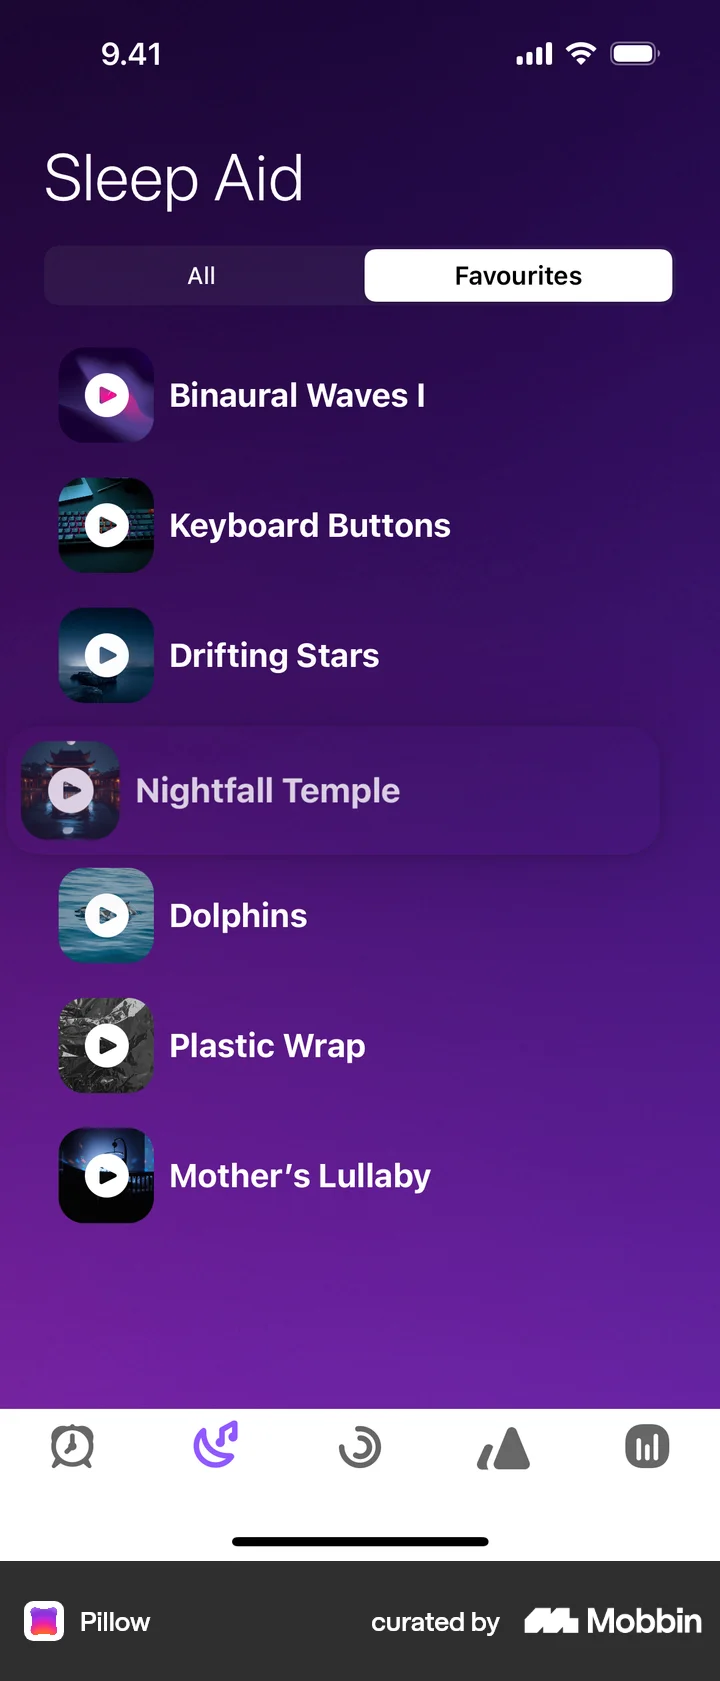 9.41
Sleep Aid
All
Favourites
Binaural Waves I
Keyboard Buttons
Drifting Stars
Nightfall Temple
Dolphins
Plastic Wrap
Mother’s Lullaby
Pillow
curated by
Mobbin